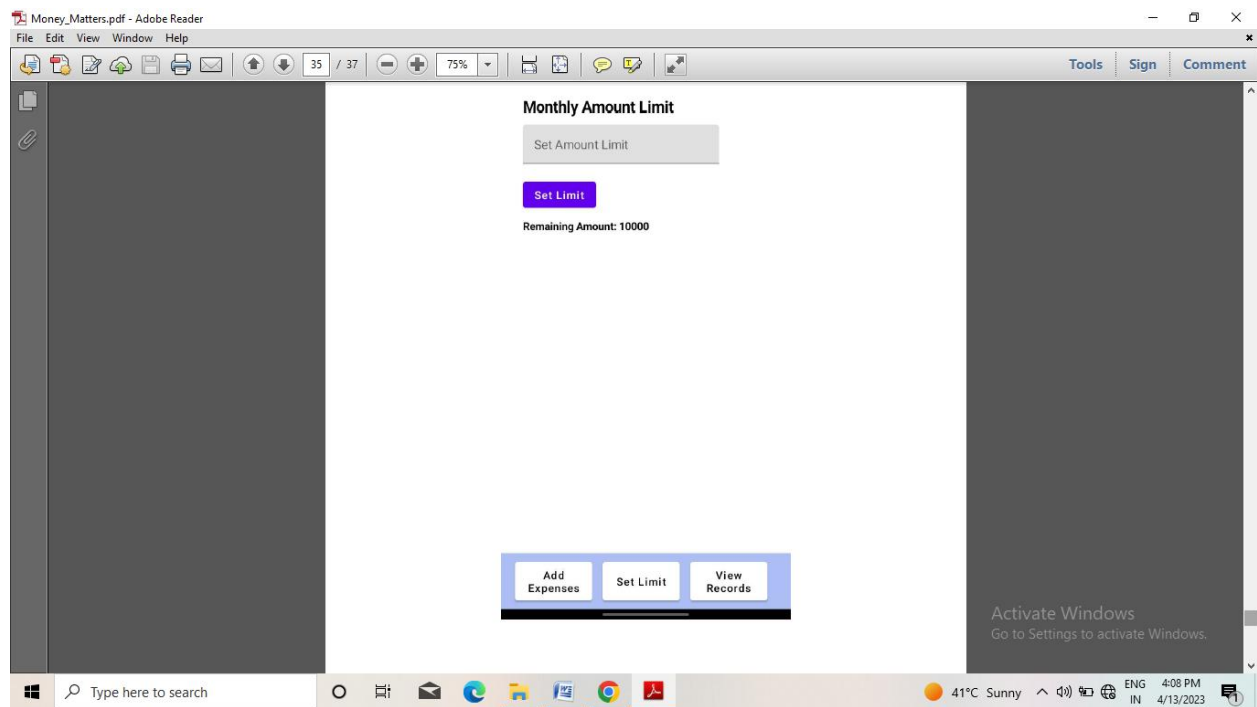 Money_Matters.pdf - Adobe Reader
File Edit View Window Help
35 / 37 75% Tools Sign Comment
Monthly Amount Limit
Set Amount Limit
Set Limit
Remaining Amount: 10000
Add
Expenses
Set Limit
View
Records
Activate Windows
Go to Settings to activate Windows.
Type here to search
41°C Sunny
ENG
IN
4:08 PM
4/13/2023
1